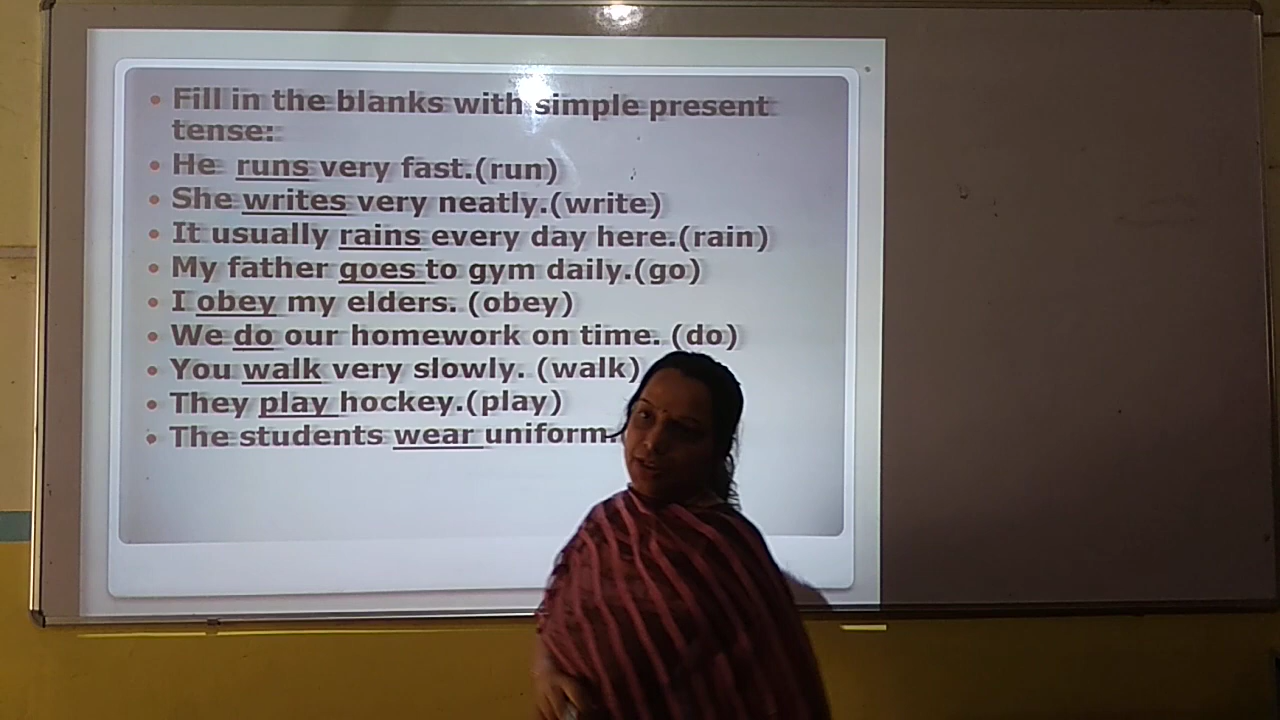 • Fill in the blanks with simple present
tense:
• He runs very fast.(run)
• She writes very neatly.(write)
• It usually rains every day here.(rain)
• My father goes to gym daily.(go)
• I obey my elders. (obey)
• We do our homework on time. (do)
• You walk very slowly. (walk)
• They play hockey.(play)
• The students wear uniform.